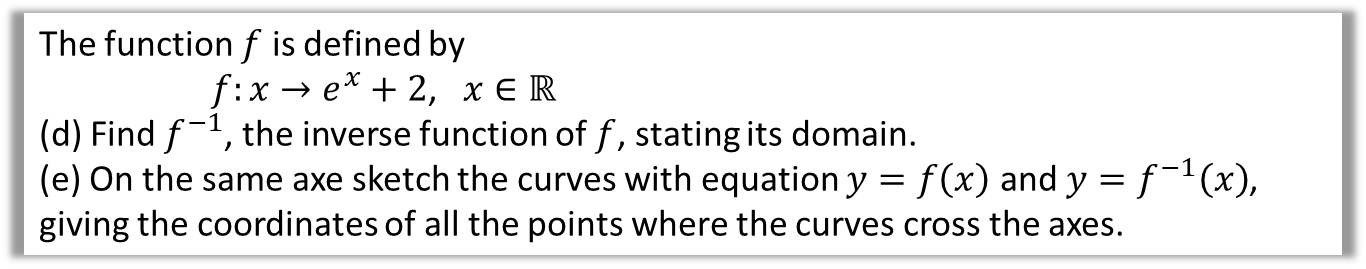 The function f is defined by
f: x → e^x + 2, x ∈ ℝ
(d) Find f^−1, the inverse function of f, stating its domain.
(e) On the same axe sketch the curves with equation y = f(x) and y = f^−1(x),
giving the coordinates of all the points where the curves cross the axes.